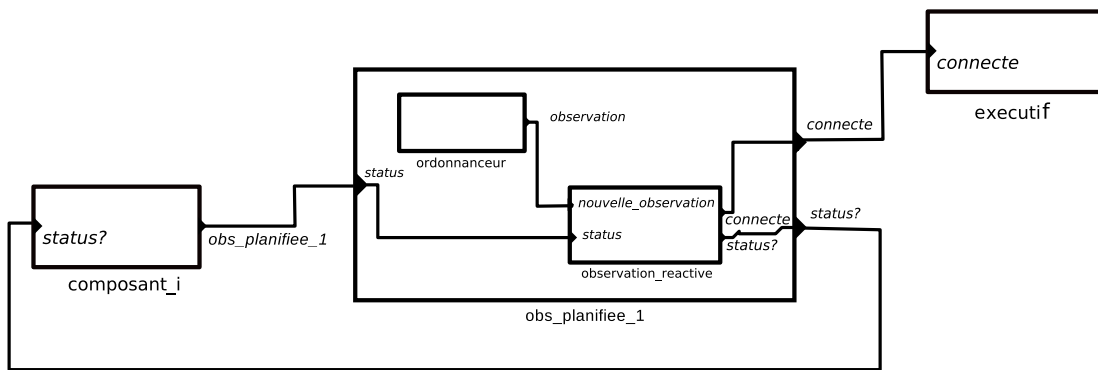 connecte
executif
observation
connecte
ordonnanceur
status
nouvelle_observation
status?
connecte
status?
obs_planifiee_1
status
status?
observation_reactive
composant_i
obs_planifiee_1